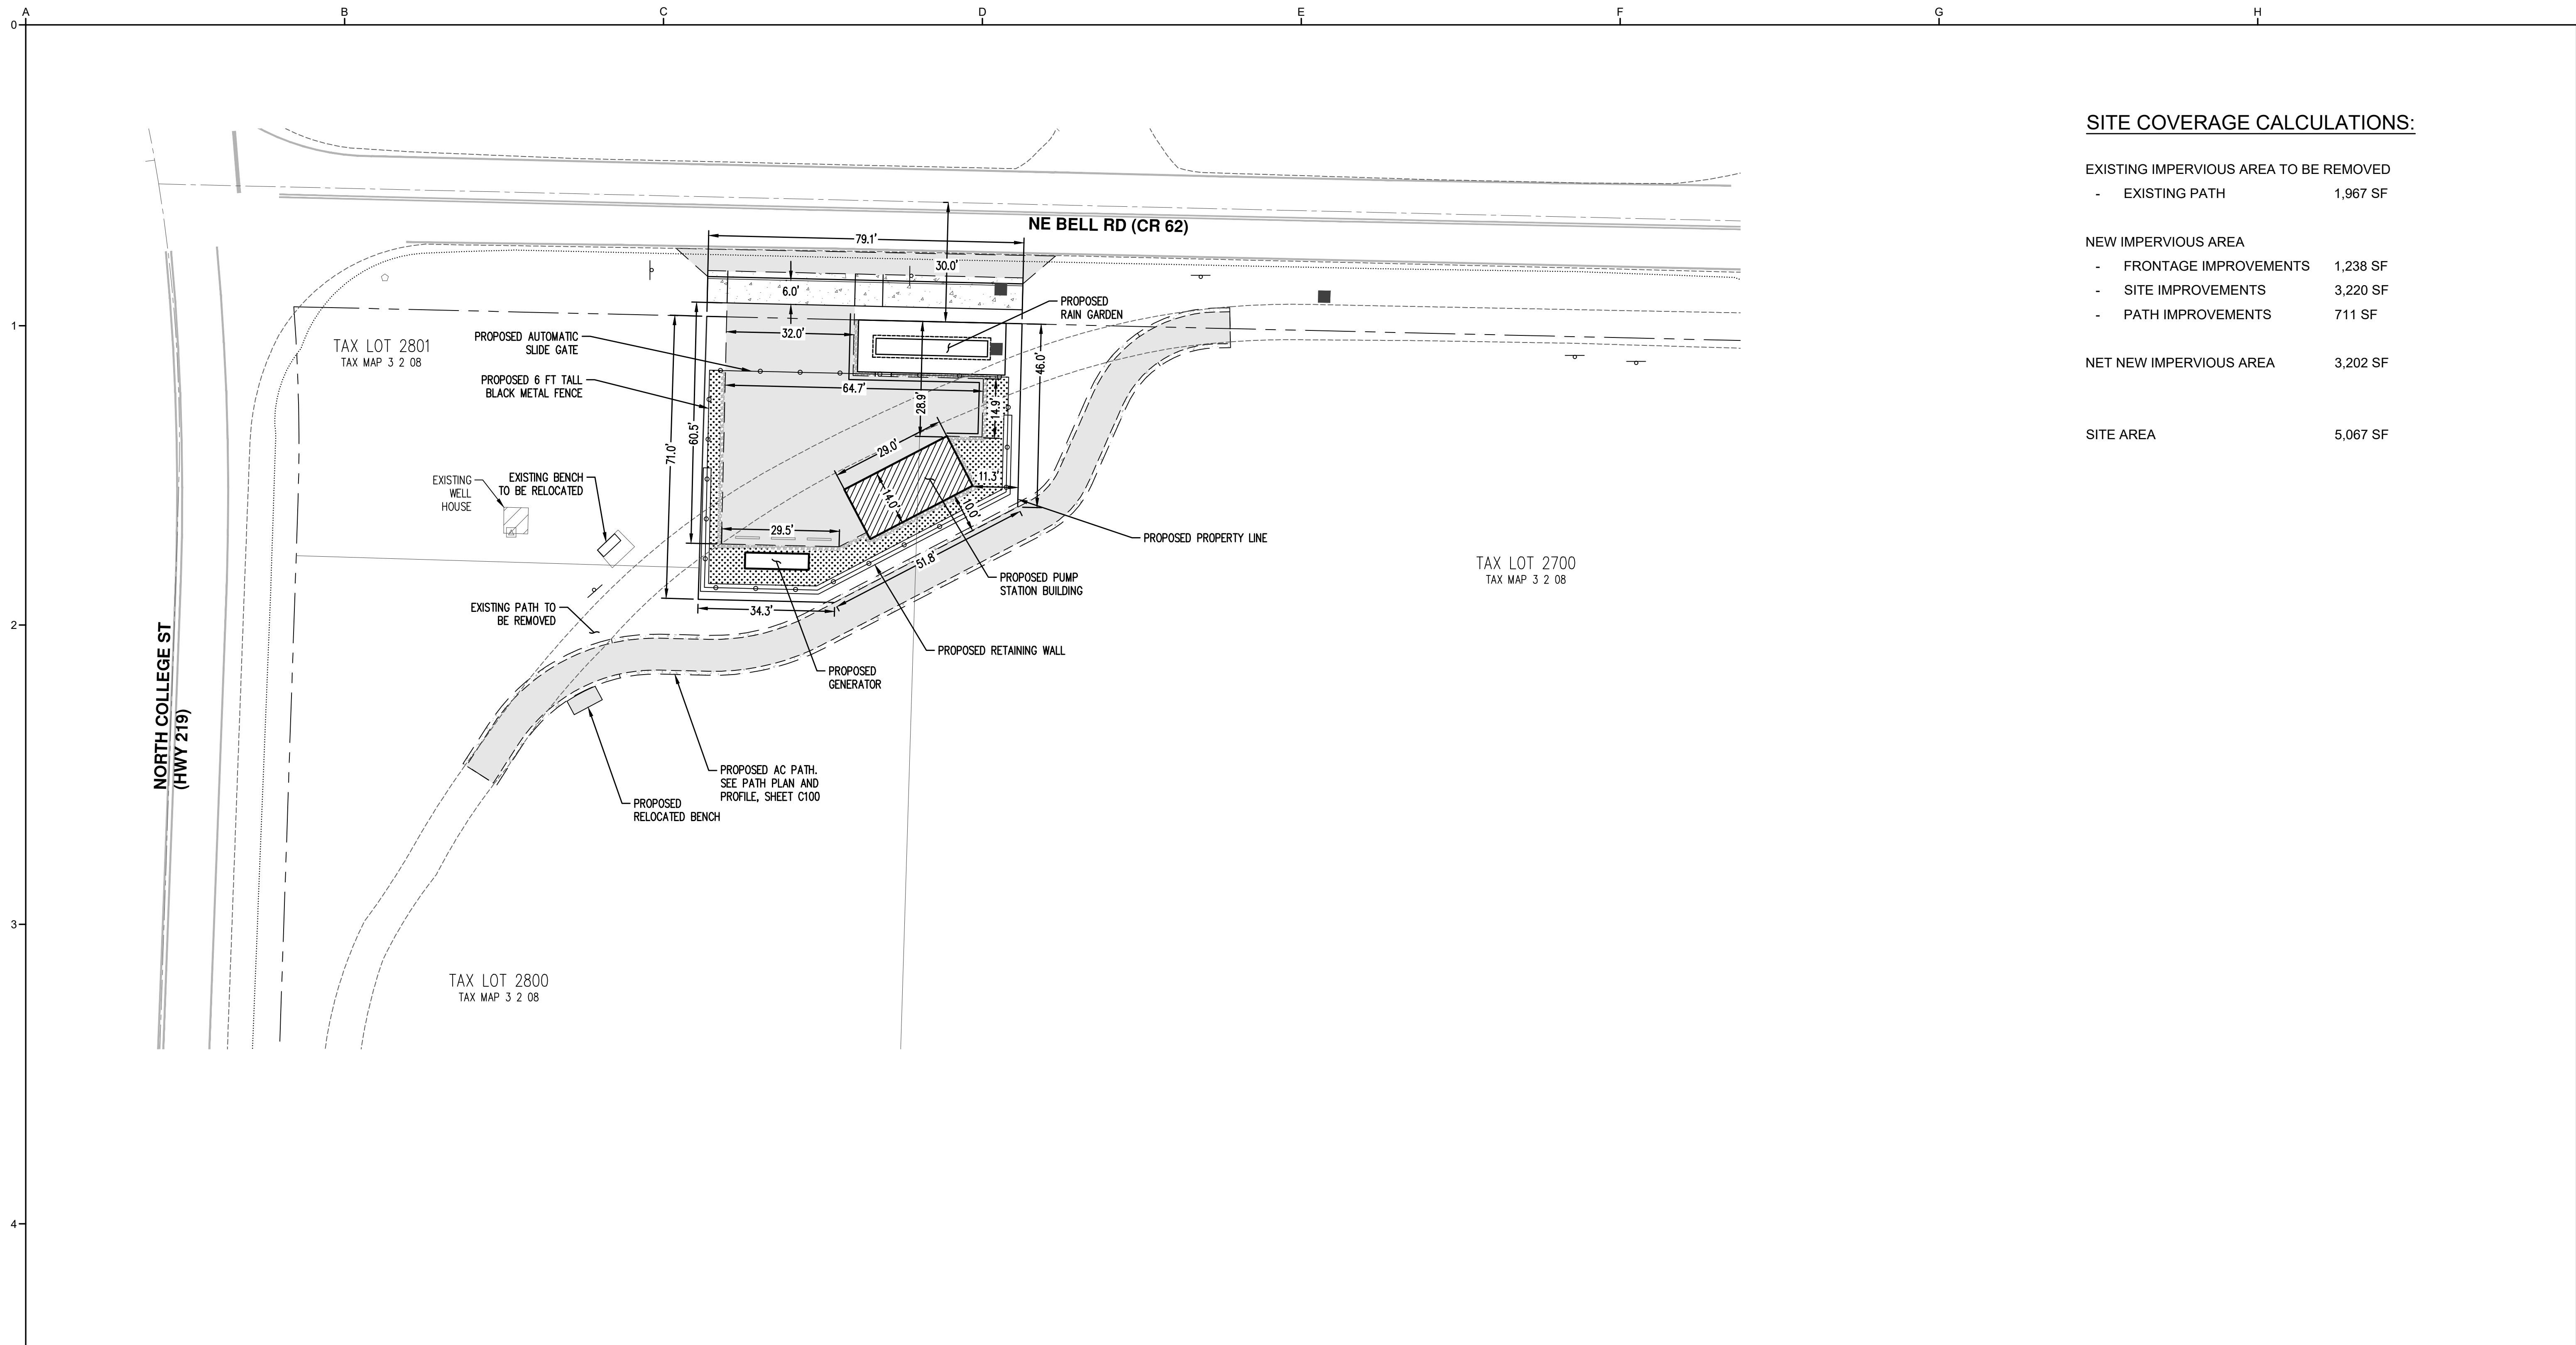 A
B
C
D
E
F
G
H
0
1
2
3
4
SITE COVERAGE CALCULATIONS:
EXISTING IMPERVIOUS AREA TO BE REMOVED
- EXISTING PATH 1,967 SF
NEW IMPERVIOUS AREA
- FRONTAGE IMPROVEMENTS 1,238 SF
- SITE IMPROVEMENTS 3,220 SF
- PATH IMPROVEMENTS 711 SF
NET NEW IMPERVIOUS AREA 3,202 SF
SITE AREA 5,067 SF
NE BELL RD (CR 62)
79.1'
30.0'
6.0'
PROPOSED
RAIN GARDEN
32.0'
PROPOSED AUTOMATIC
SLIDE GATE
TAX LOT 2801
TAX MAP 3 2 08
46.0'
PROPOSED 6 FT TALL
BLACK METAL FENCE
64.7'
28.9'
14.9'
60.5'
71.0'
29.0'
11.3'
14.0'
10.0'
EXISTING
WELL
HOUSE
EXISTING BENCH
TO BE RELOCATED
29.5'
PROPOSED PROPERTY LINE
51.8'
TAX LOT 2700
TAX MAP 3 2 08
PROPOSED PUMP
STATION BUILDING
EXISTING PATH TO
BE REMOVED
34.3'
PROPOSED RETAINING WALL
PROPOSED
GENERATOR
NORTH COLLEGE ST
(HWY 219)
PROPOSED AC PATH.
SEE PATH PLAN AND
PROFILE, SHEET C100
PROPOSED
RELOCATED BENCH
TAX LOT 2800
TAX MAP 3 2 08